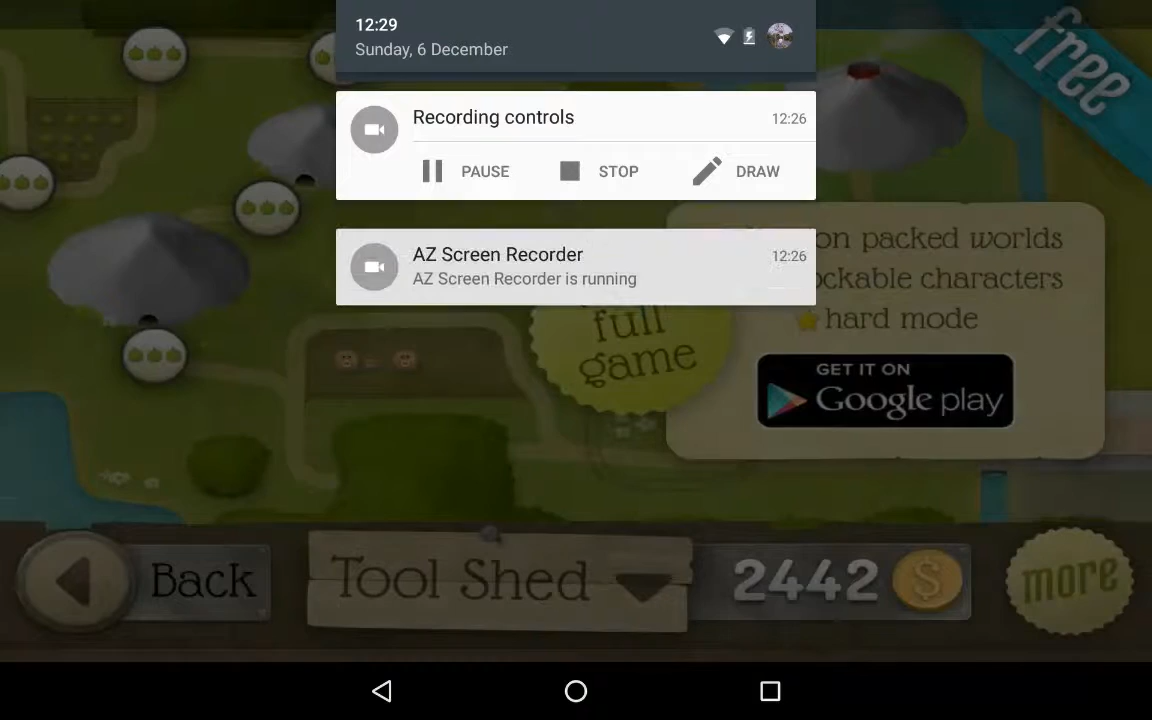 12:29
Sunday, 6 December
free
Recording controls
12:26
PAUSE
STOP
DRAW
AZ Screen Recorder
12:26
AZ Screen Recorder is running
on packed worlds
ockable characters
hard mode
full
game
GET IT ON
Google play
Back
Tool Shed
2442
$
more